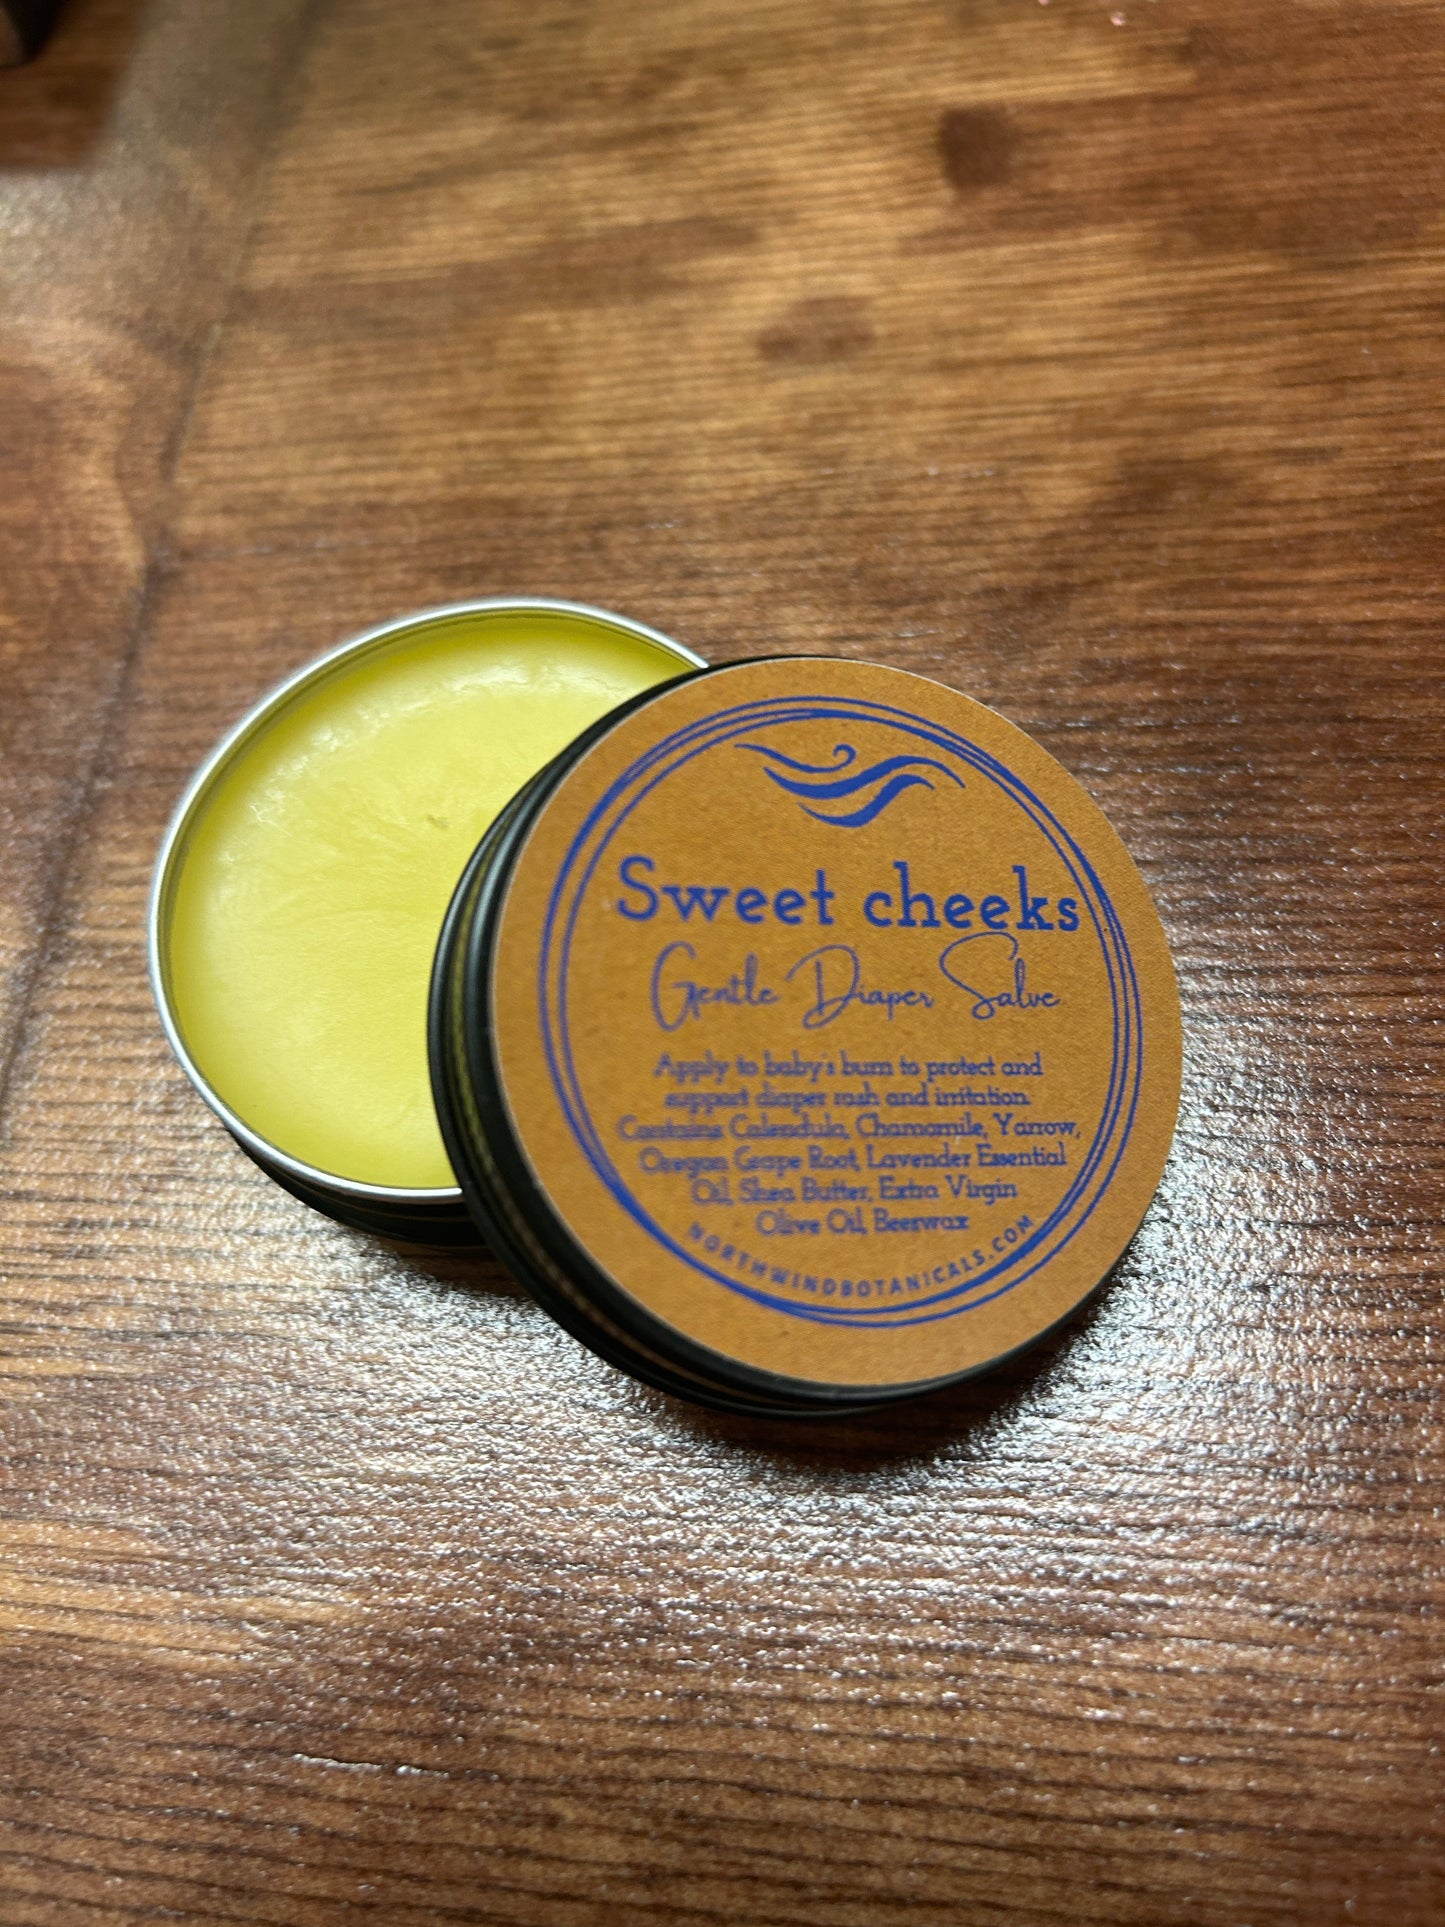 Sweet cheeks
Gentle Diaper Salve
Apply to baby's bum to protect and
support diaper rash and irritation.
Contains Calendula, Chamomile, Yarrow,
Oregon Grape Root, Lavender Essential
Oil, Shea Butter, Extra Virgin
Olive Oil, Beeswax
NORTHWINDBOTANICALS.COM